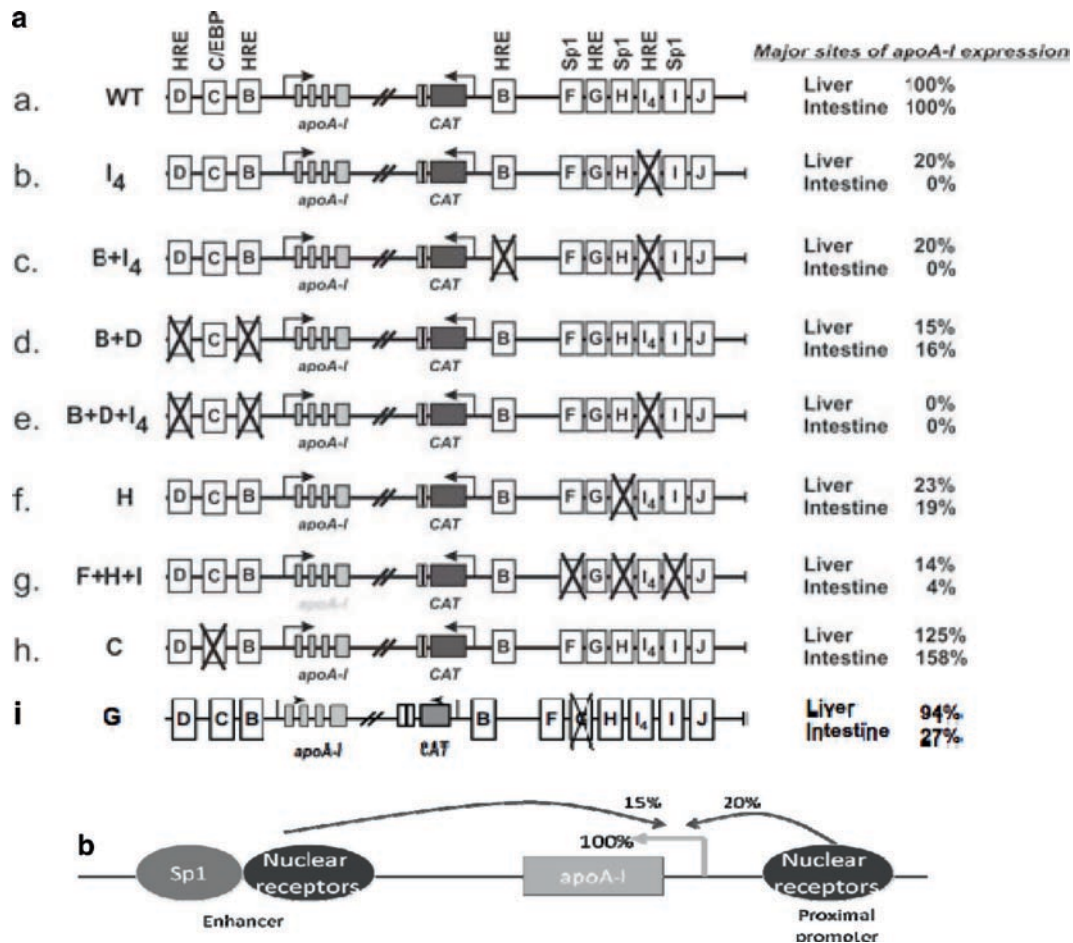 a
HRE C/EBP HRE HRE Sp1 HRE Sp1 HRE Sp1
Major sites of apoA-I expression
a. WT D C B apoA-I CAT B F G H I4 I J Liver 100%
Intestine 100%
b. I4 D C B apoA-I CAT B F G H I J Liver 20%
Intestine 0%
c. B+I4 D C B apoA-I CAT F G H I J Liver 20%
Intestine 0%
d. B+D C apoA-I CAT B F G H I4 I J Liver 15%
Intestine 16%
e. B+D+I4 C apoA-I CAT B F G H I J Liver 0%
Intestine 0%
f. H D C B apoA-I CAT B F G I4 I J Liver 23%
Intestine 19%
g. F+H+I D C B apoA-I CAT B G I4 J Liver 14%
Intestine 4%
h. C D B apoA-I CAT B F G H I4 I J Liver 125%
Intestine 158%
i G D C B apoA-I CAT B F H I4 I J Liver 94%
Intestine 27%
b
15% 20%
100%
Sp1 Nuclear receptors apoA-I Nuclear receptors
Enhancer Proximal
promoter